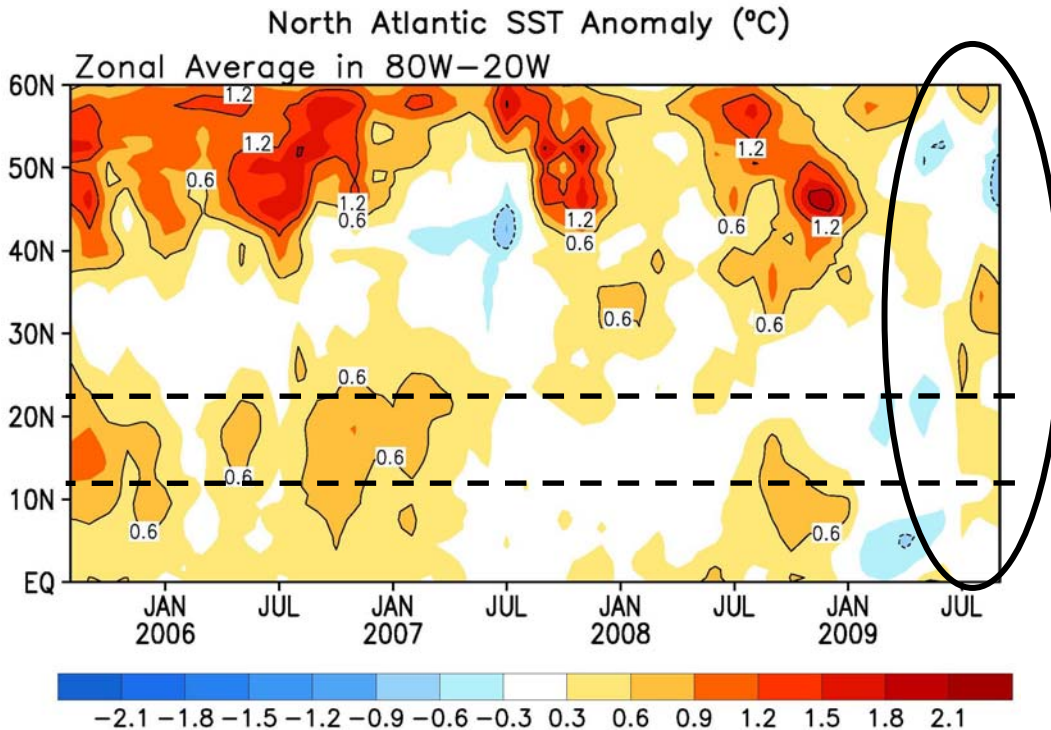 North Atlantic SST Anomaly (ºC)
Zonal Average in 80W−20W
60N
50N
40N
30N
20N
10N
EQ
1.2
1.2
0.6
1.2
0.6
1.2
0.6
1.2
0.6
1.2
0.6
0.6
0.6
0.6
0.6
0.6
0.6
JAN JUL JAN JUL JAN JUL JAN JUL
2006 2007 2008 2009
−2.1 −1.8 −1.5 −1.2 −0.9 −0.6 −0.3 0.3 0.6 0.9 1.2 1.5 1.8 2.1